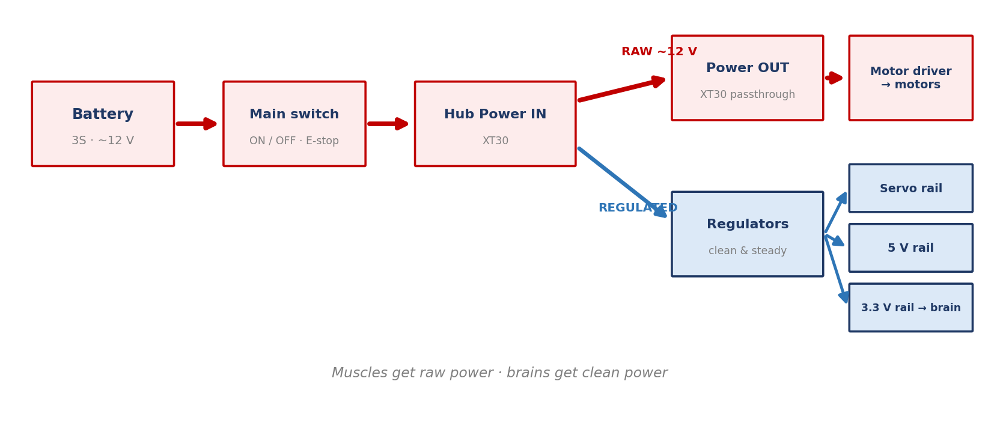 Battery
3S · ~12 V
Main switch
ON / OFF · E-stop
Hub Power IN
XT30
RAW ~12 V
Power OUT
XT30 passthrough
Motor driver
→ motors
REGULATED
Regulators
clean & steady
Servo rail
5 V rail
3.3 V rail → brain
Muscles get raw power · brains get clean power